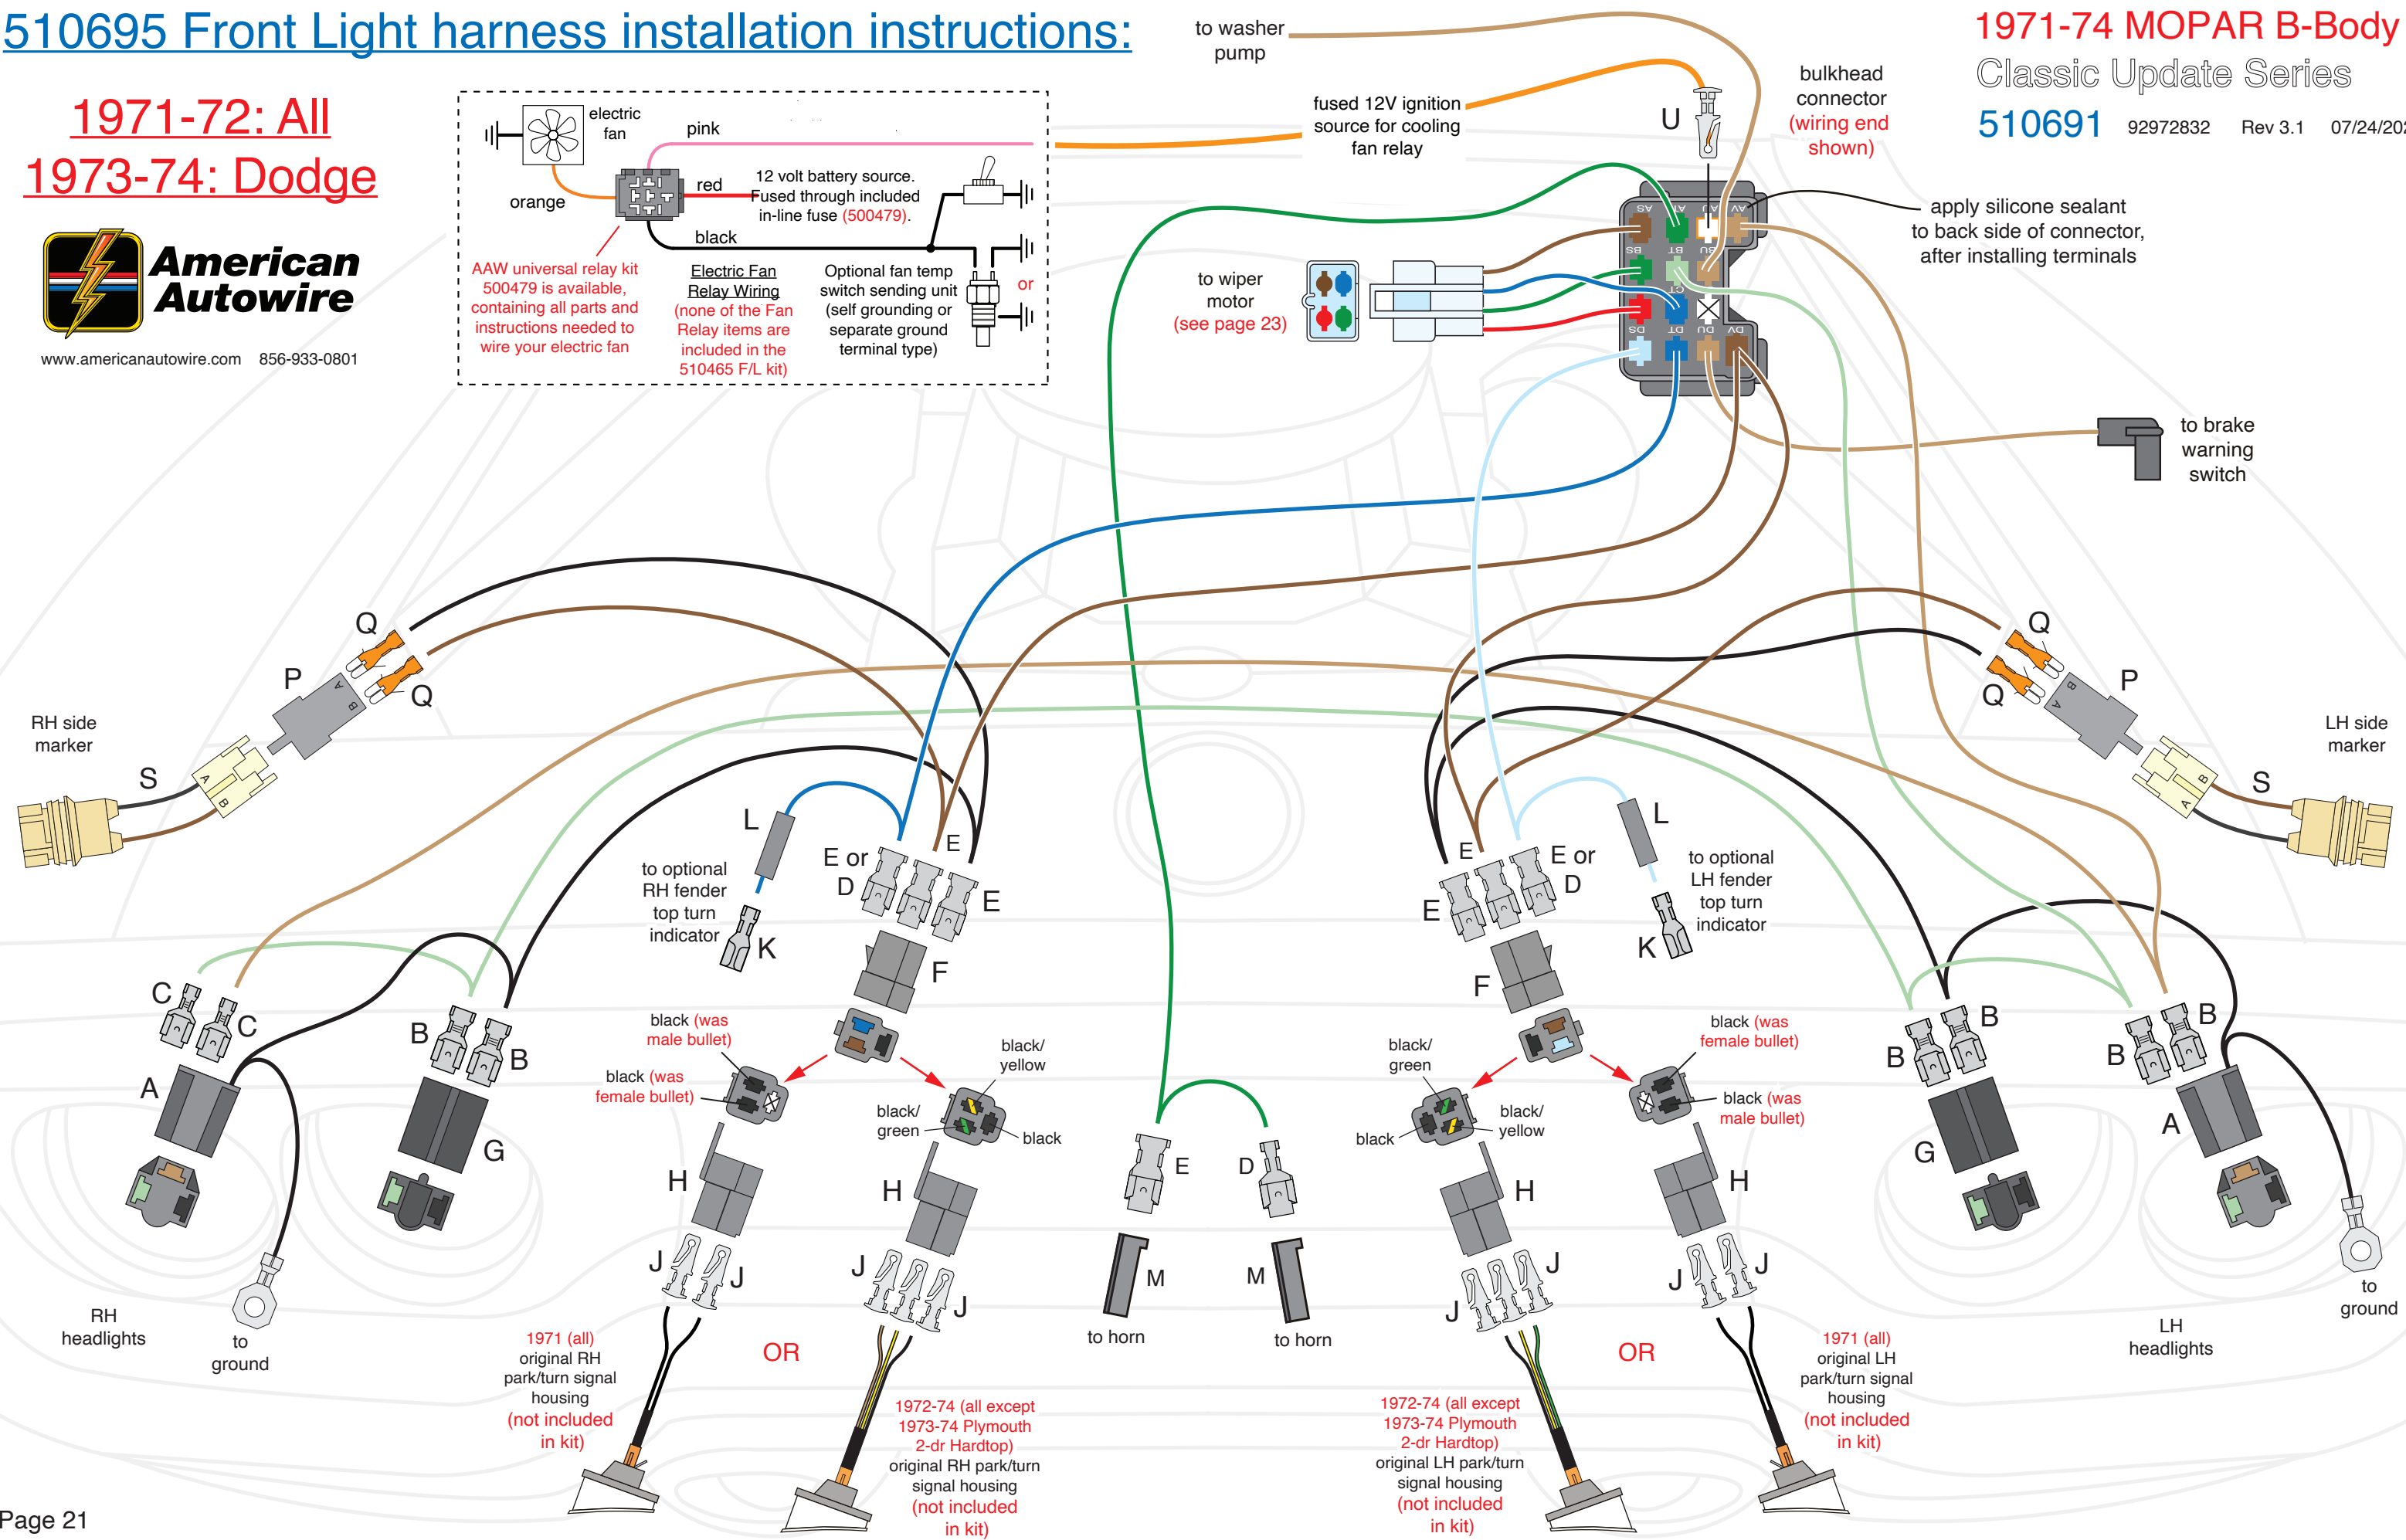 510695 Front Light harness installation instructions:
1971-72: All
1973-74: Dodge
American
Autowire
www.americanautowire.com 856-933-0801
1971-74 MOPAR B-Body
Classic Update Series
510691 92972832 Rev 3.1
to washer
pump
fused 12V ignition
source for cooling
fan relay
U
bulkhead
connector
(wiring end
shown)
apply silicone sealant
to back side of connector,
after installing terminals
electric
fan
pink
orange
red
12 volt battery source.
Fused through included
in-line fuse (500479).
black
AAW universal relay kit
500479 is available,
containing all parts and
instructions needed to
wire your electric fan
Electric Fan
Relay Wiring
(none of the Fan
Relay items are
included in the
510465 F/L kit)
Optional fan temp
switch sending unit
(self grounding or
separate ground
terminal type)
or
to wiper
motor
(see page 23)
AS
AV
BS
BT
BU
CT
DS
DT
DU
DV
to brake
warning
switch
Q
Q
P
A
B
RH side
marker
S
A
B
Q
Q
P
B
A
LH side
marker
S
B
A
L
to optional
RH fender
top turn
indicator
K
E or
D
E
E
F
E
E
E or
D
F
L
to optional
LH fender
top turn
indicator
K
C
C
A
B
B
G
B
B
G
B
B
A
black (was
male bullet)
black (was
female bullet)
black/
yellow
black/
green
black
black/
green
black
black/
yellow
black (was
female bullet)
black (was
male bullet)
H
H
E
D
H
H
J
J
J
J
M
M
J
J
J
J
to horn
to horn
RH
headlights
to
ground
LH
headlights
to
ground
1971 (all)
original RH
park/turn signal
housing
(not included
in kit)
OR
1972-74 (all except
1973-74 Plymouth
2-dr Hardtop)
original RH park/turn
signal housing
(not included
in kit)
1972-74 (all except
1973-74 Plymouth
2-dr Hardtop)
original LH park/turn
signal housing
(not included
in kit)
OR
1971 (all)
original LH
park/turn signal
housing
(not included
in kit)
Page 21